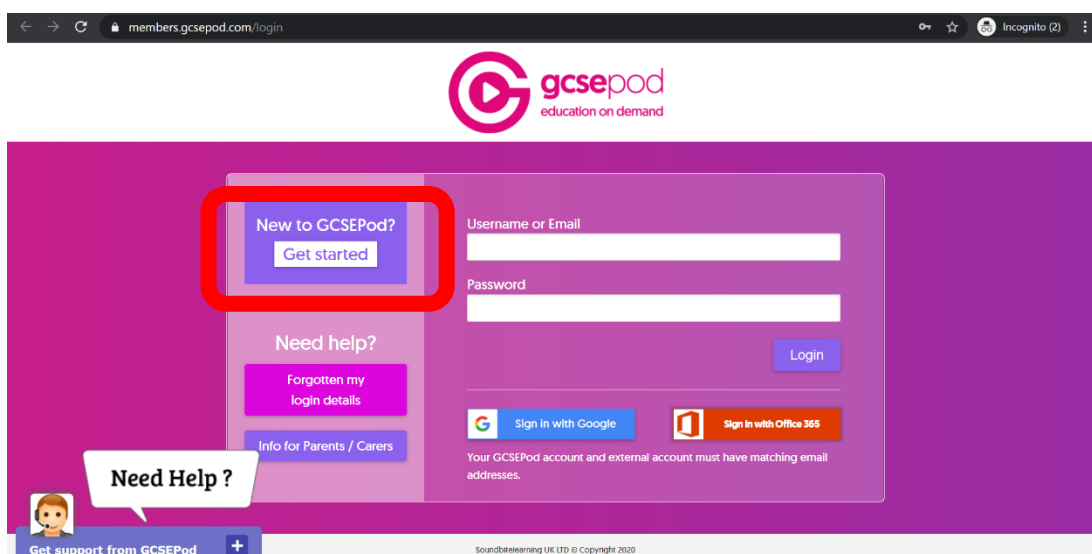 members.gcsepod.com/login
Incognito (2)
gcsepod
education on demand
New to GCSEPod?
Get started
Username or Email
Password
Login
Need help?
Forgotten my
login details
Info for Parents / Carers
G
Sign in with Google
Sign in with Office 365
Your GCSEPod account and external account must have matching email
addresses.
Need Help ?
Get support from GCSEPod
+
Soundbitelearning UK LTD © Copyright 2020